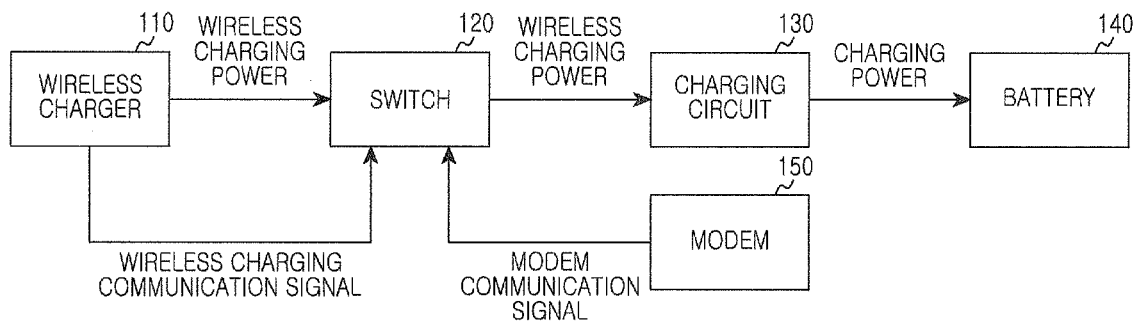 110
WIRELESS
CHARGING
POWER
120
WIRELESS
CHARGING
POWER
130
CHARGING
POWER
140
WIRELESS
CHARGER
SWITCH
CHARGING
CIRCUIT
BATTERY
150
MODEM
WIRELESS CHARGING
COMMUNICATION SIGNAL
MODEM
COMMUNICATION
SIGNAL